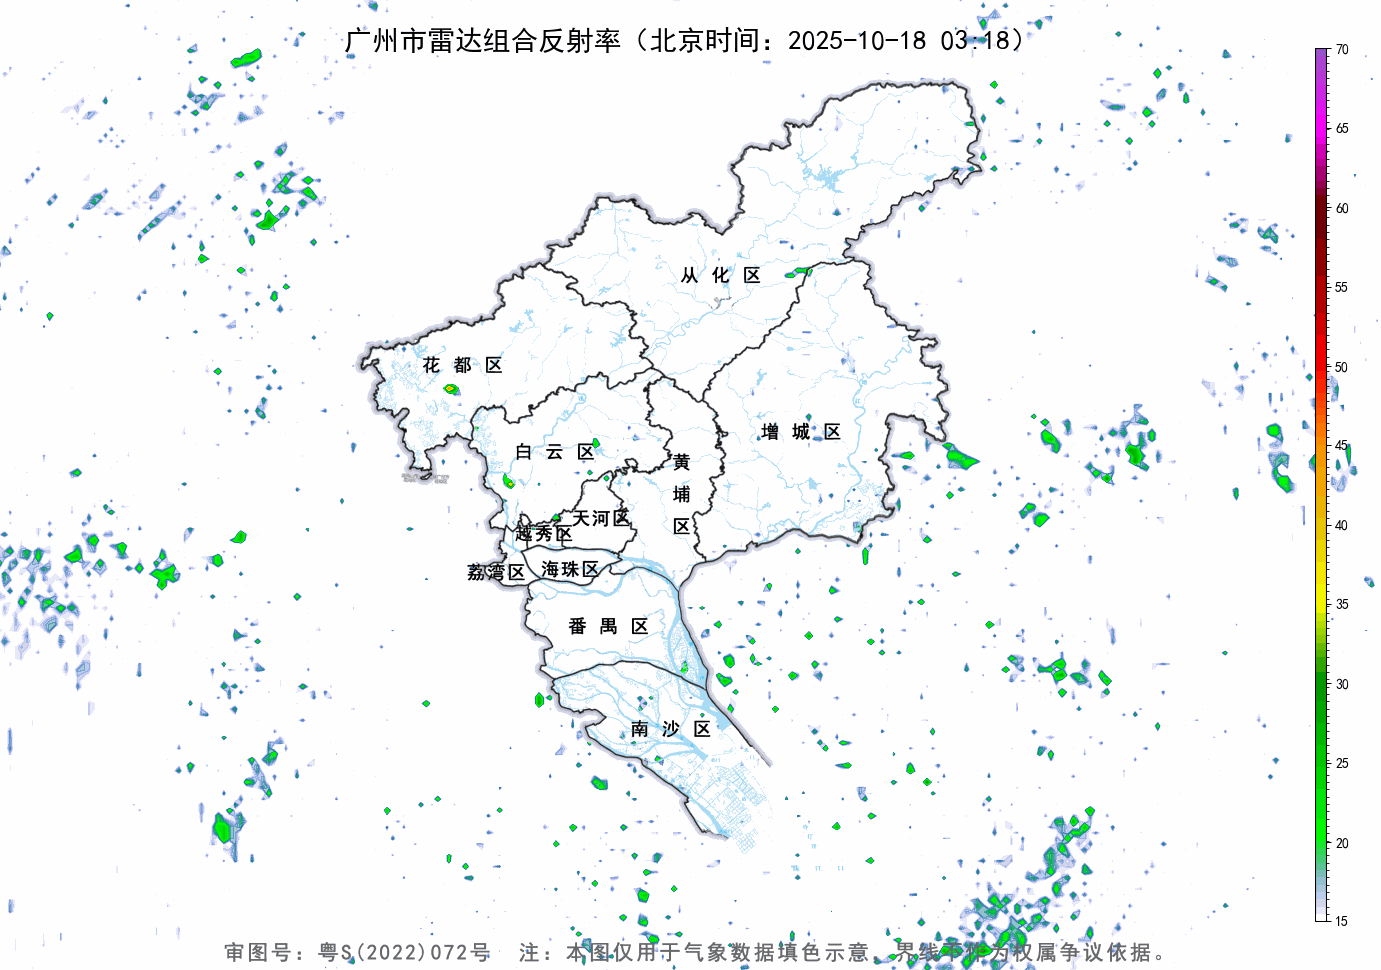 广州市雷达组合反射率（北京时间：2025-10-18 03:18）
70
65
60
55
50
45
40
35
30
25
20
15
从化区
花都区
增城区
白云区
黄埔区
天河区
越秀区
荔湾区
海珠区
番禺区
南沙区
审图号：粤S(2022)072号 注：本图仅用于气象数据填色示意，界线不作为权属争议依据。